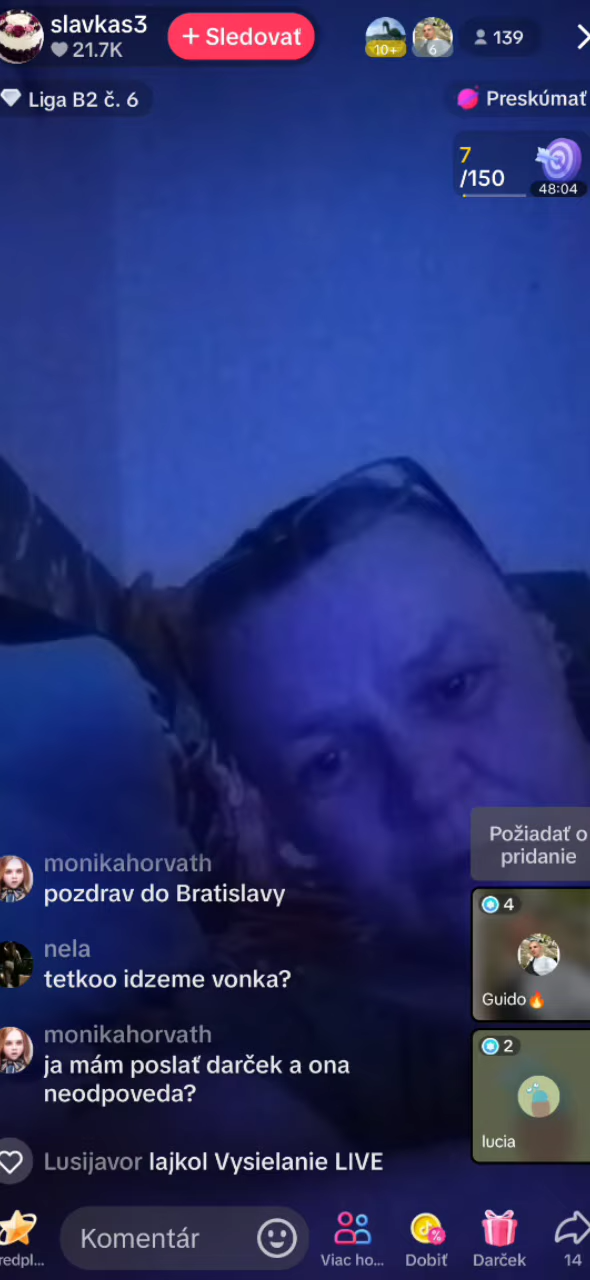 slavkas3
21.7K
+ Sledovať
10+
6
139
Liga B2 č. 6
Preskúmať
7
/150
48:04
Požiadať o
pridanie
monikahorvath
pozdrav do Bratislavy
4
Guido🔥
nela
tetkoo idzeme vonka?
monikahorvath
ja mám poslať darček a ona
neodpoveda?
2
lucia
Lusijavor lajkol Vysielanie LIVE
redpl...
Komentár
Viac ho...
Dobiť
Darček
14